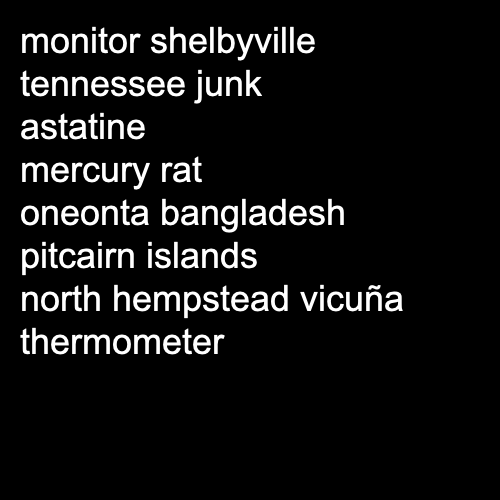 monitor shelbyville
tennessee junk
astatine
mercury rat
oneonta bangladesh
pitcairn islands
north hempstead vicuña
thermometer